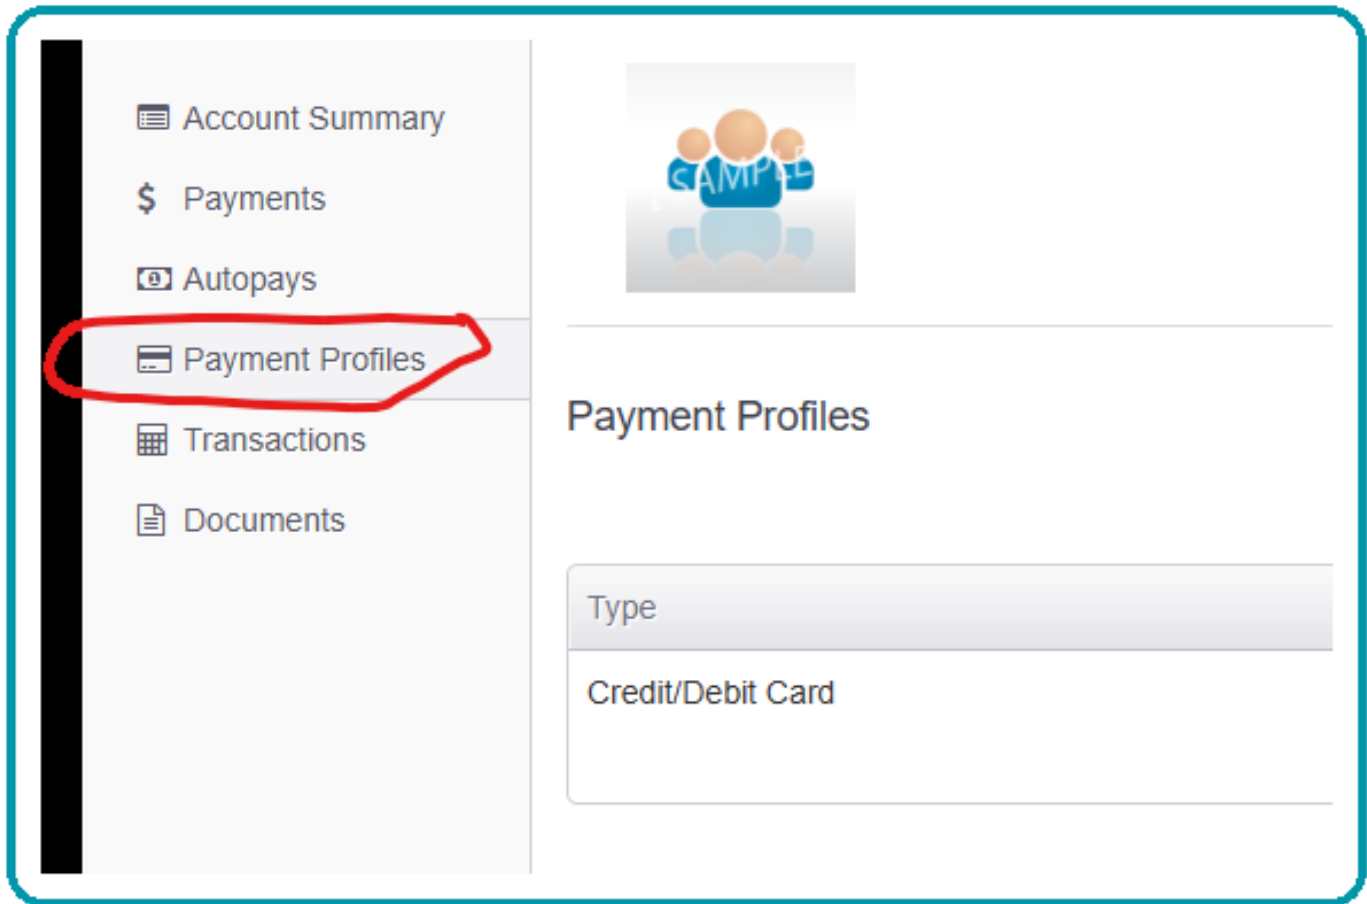 Account Summary
$ Payments
Autopays
Payment Profiles
Transactions
Documents
SAMPLE
Payment Profiles
Type
Credit/Debit Card